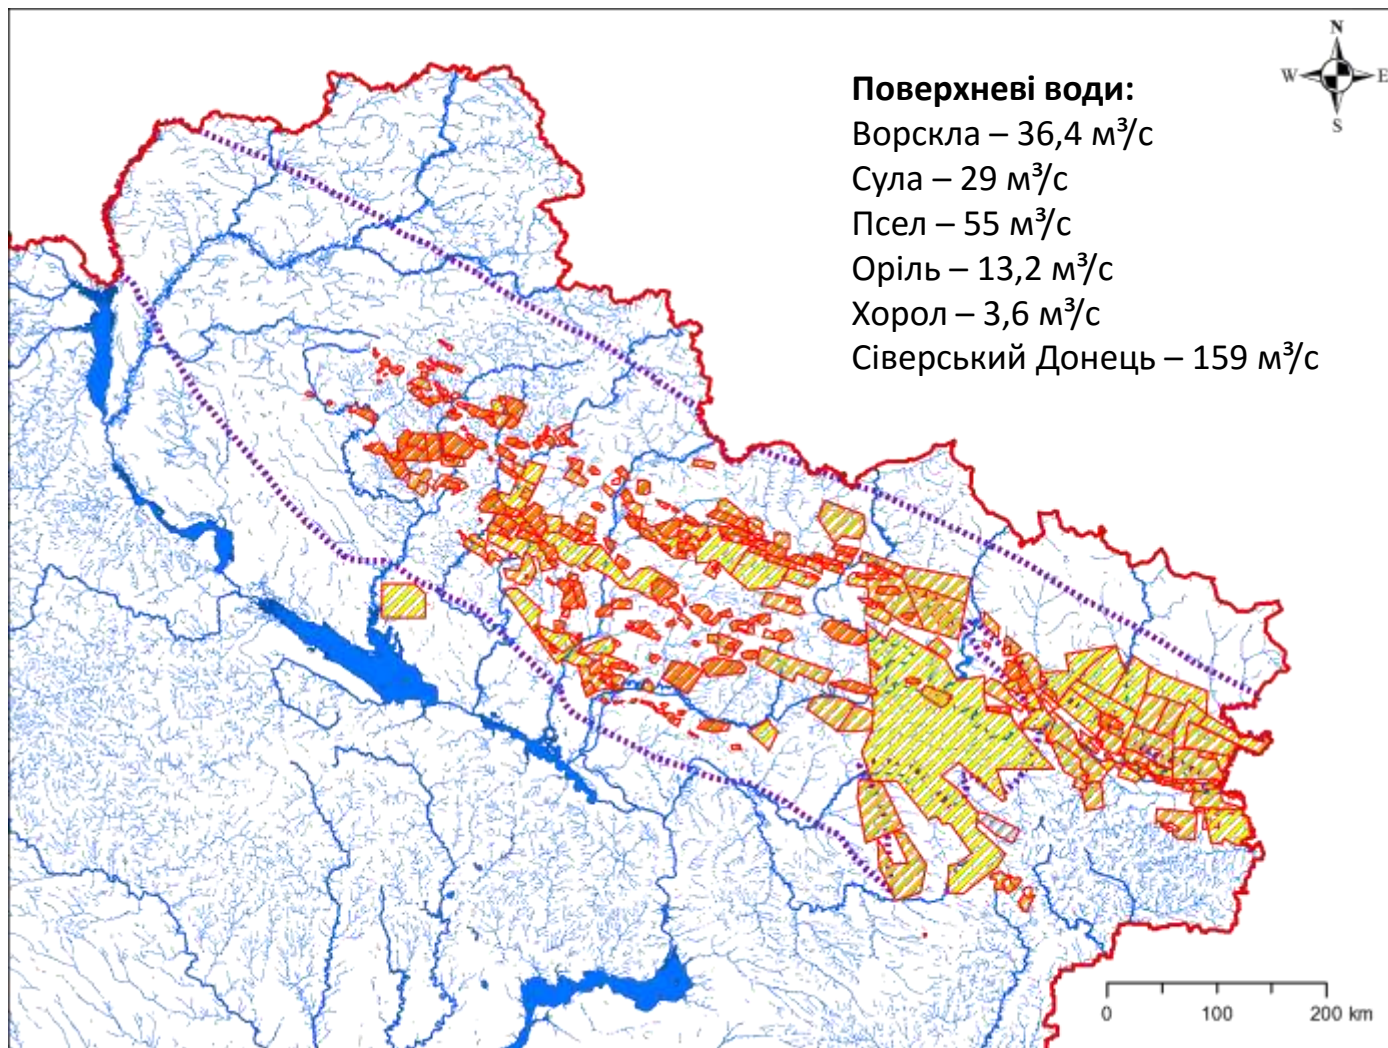 N
W E
S
Поверхневі води:
Ворскла – 36,4 м³/с
Сула – 29 м³/с
Псел – 55 м³/с
Оріль – 13,2 м³/с
Хорол – 3,6 м³/с
Сіверський Донець – 159 м³/с
0 100 200 km